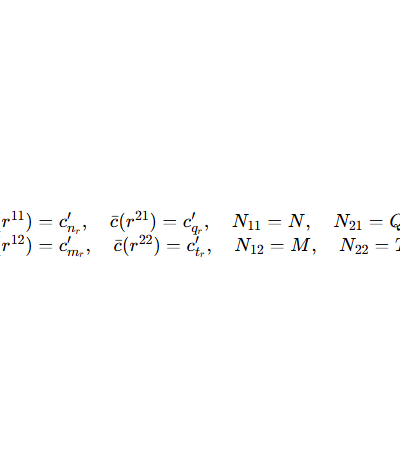 r^{11}) = c'_{n_r}, \bar{c}(r^{21}) = c'_{q_r}, N_{11} = N, N_{21} = Q
r^{12}) = c'_{m_r}, \bar{c}(r^{22}) = c'_{t_r}, N_{12} = M, N_{22} = T